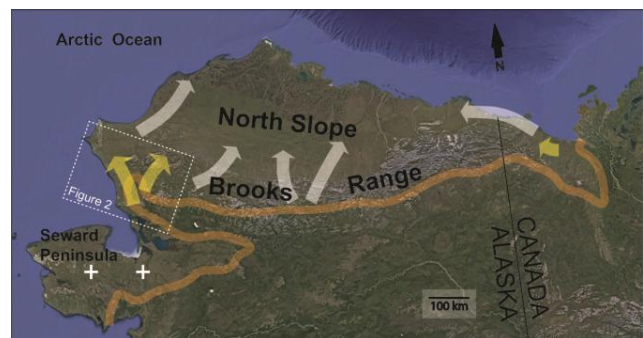 Arctic Ocean
N
North Slope
Brooks Range
Figure 2
Seward
Peninsula
ALASKA
CANADA
100 km